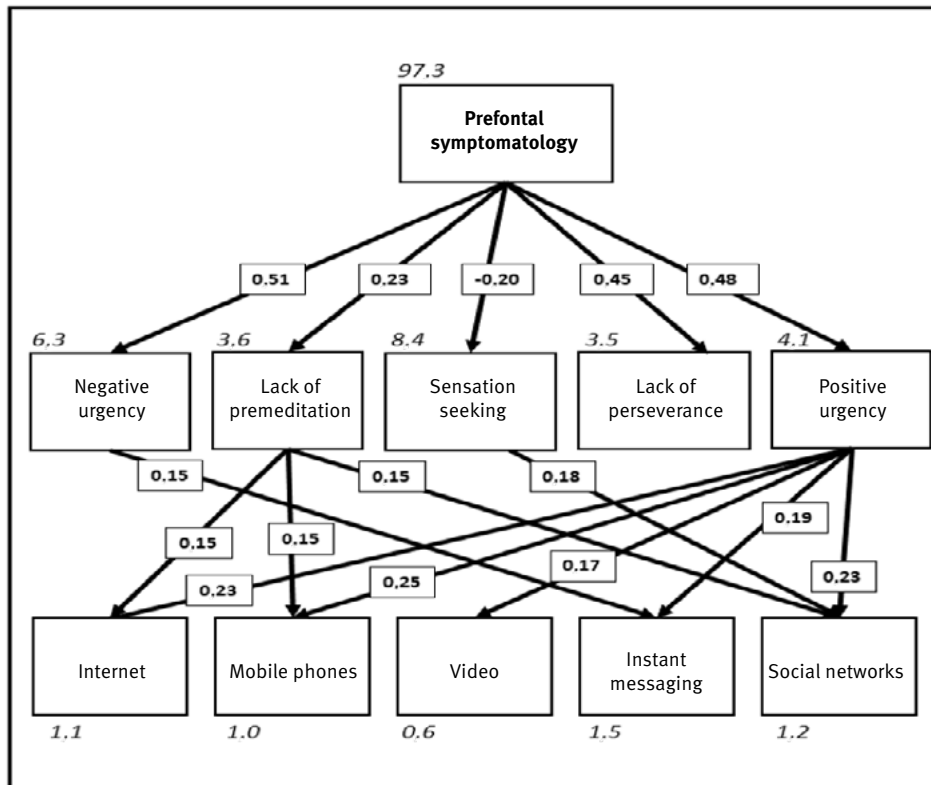 97.3
Prefontal
symptomatology
0,51
0,23
-0,20
0,45
0,48
6,3
3.6
8.4
3.5
4.1
Negative
urgency
Lack of
premeditation
Sensation
seeking
Lack of
perseverance
Positive
urgency
0,15
0,15
0,18
0,15
0,15
0,19
0,23
0,25
0,17
0,23
Internet
Mobile phones
Video
Instant
messaging
Social networks
1,1
1.0
0.6
1,5
1.2